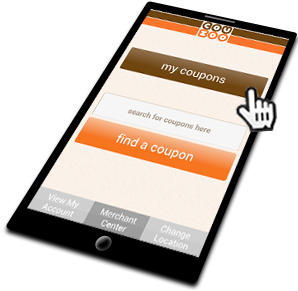 COU
ZOO
my coupons
search for coupons here
find a coupon
View My
Account
Merchant
Center
Change
Location